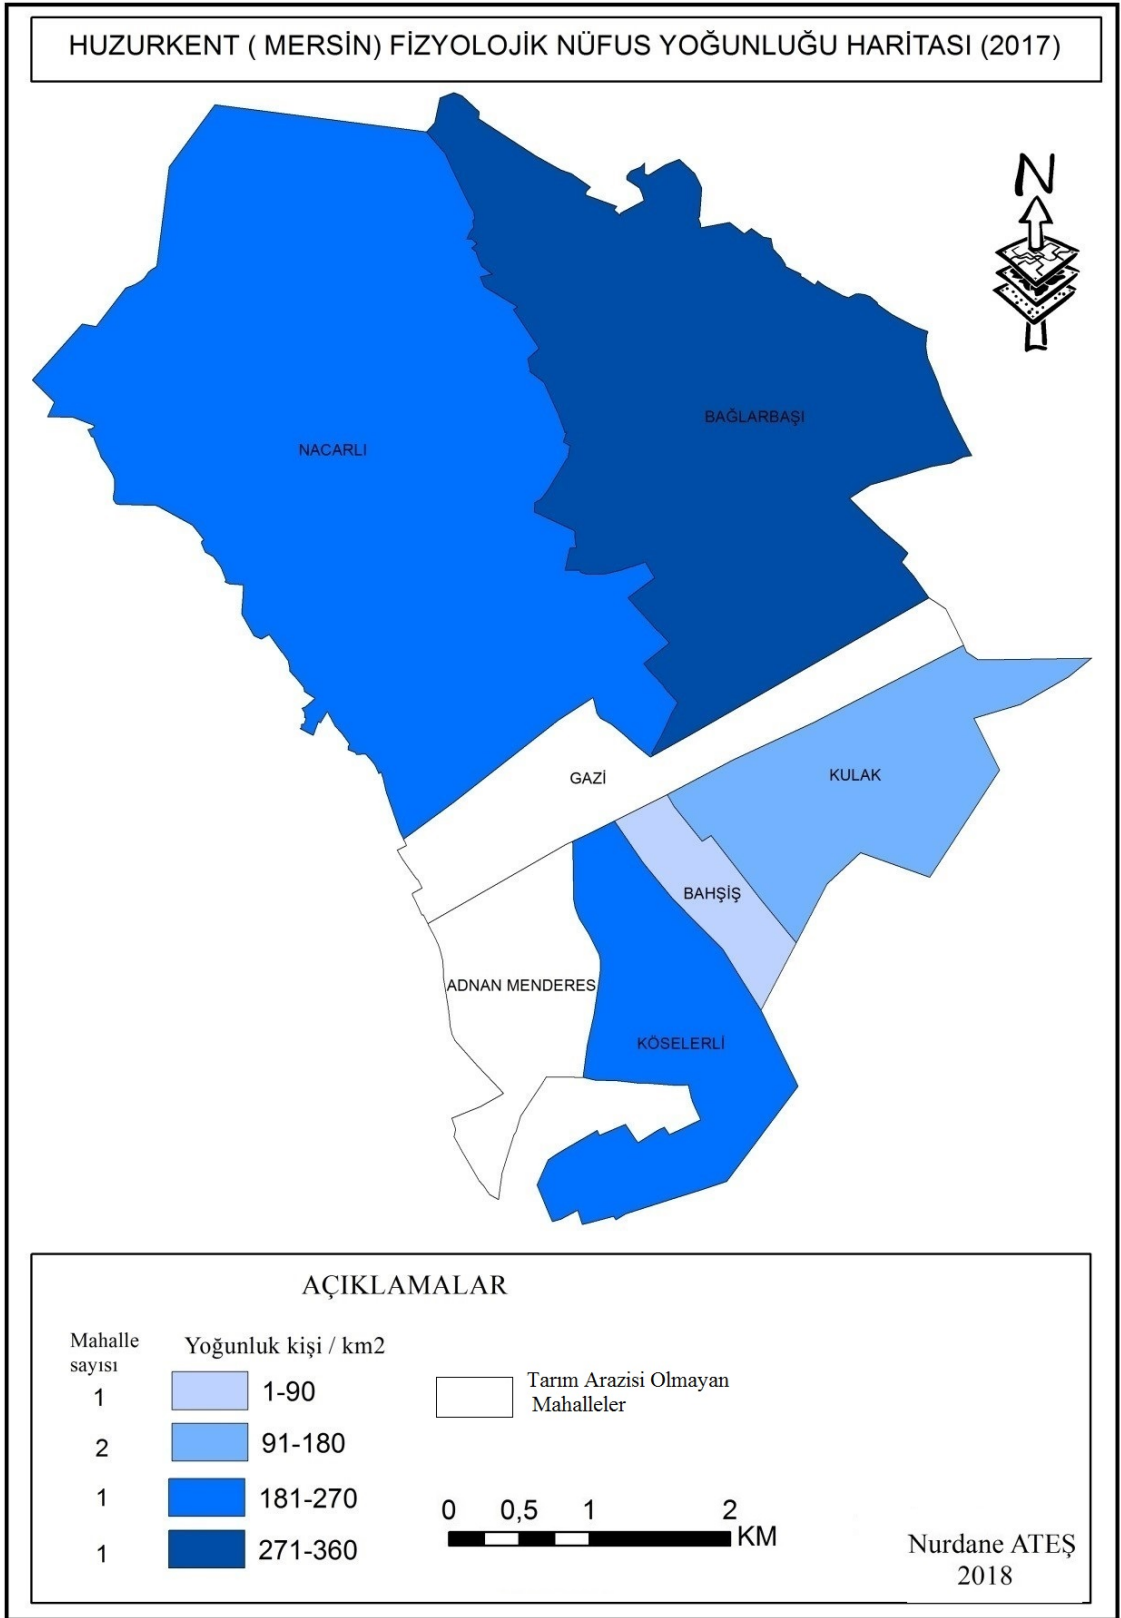 HUZURKENT ( MERSİN) FİZYOLOJİK NÜFUS YOĞUNLUĞU HARİTASI (2017)
N
BAĞLARBAŞI
NACARLI
GAZİ
KULAK
BAHŞİŞ
ADNAN MENDERES
KÖSELERLİ
AÇIKLAMALAR
Mahalle
sayısı
Yoğunluk kişi / km2
1 1-90
2 91-180
1 181-270
1 271-360
Tarım Arazisi Olmayan
Mahalleler
0 0,5 1 2
KM
Nurdane ATEŞ
2018